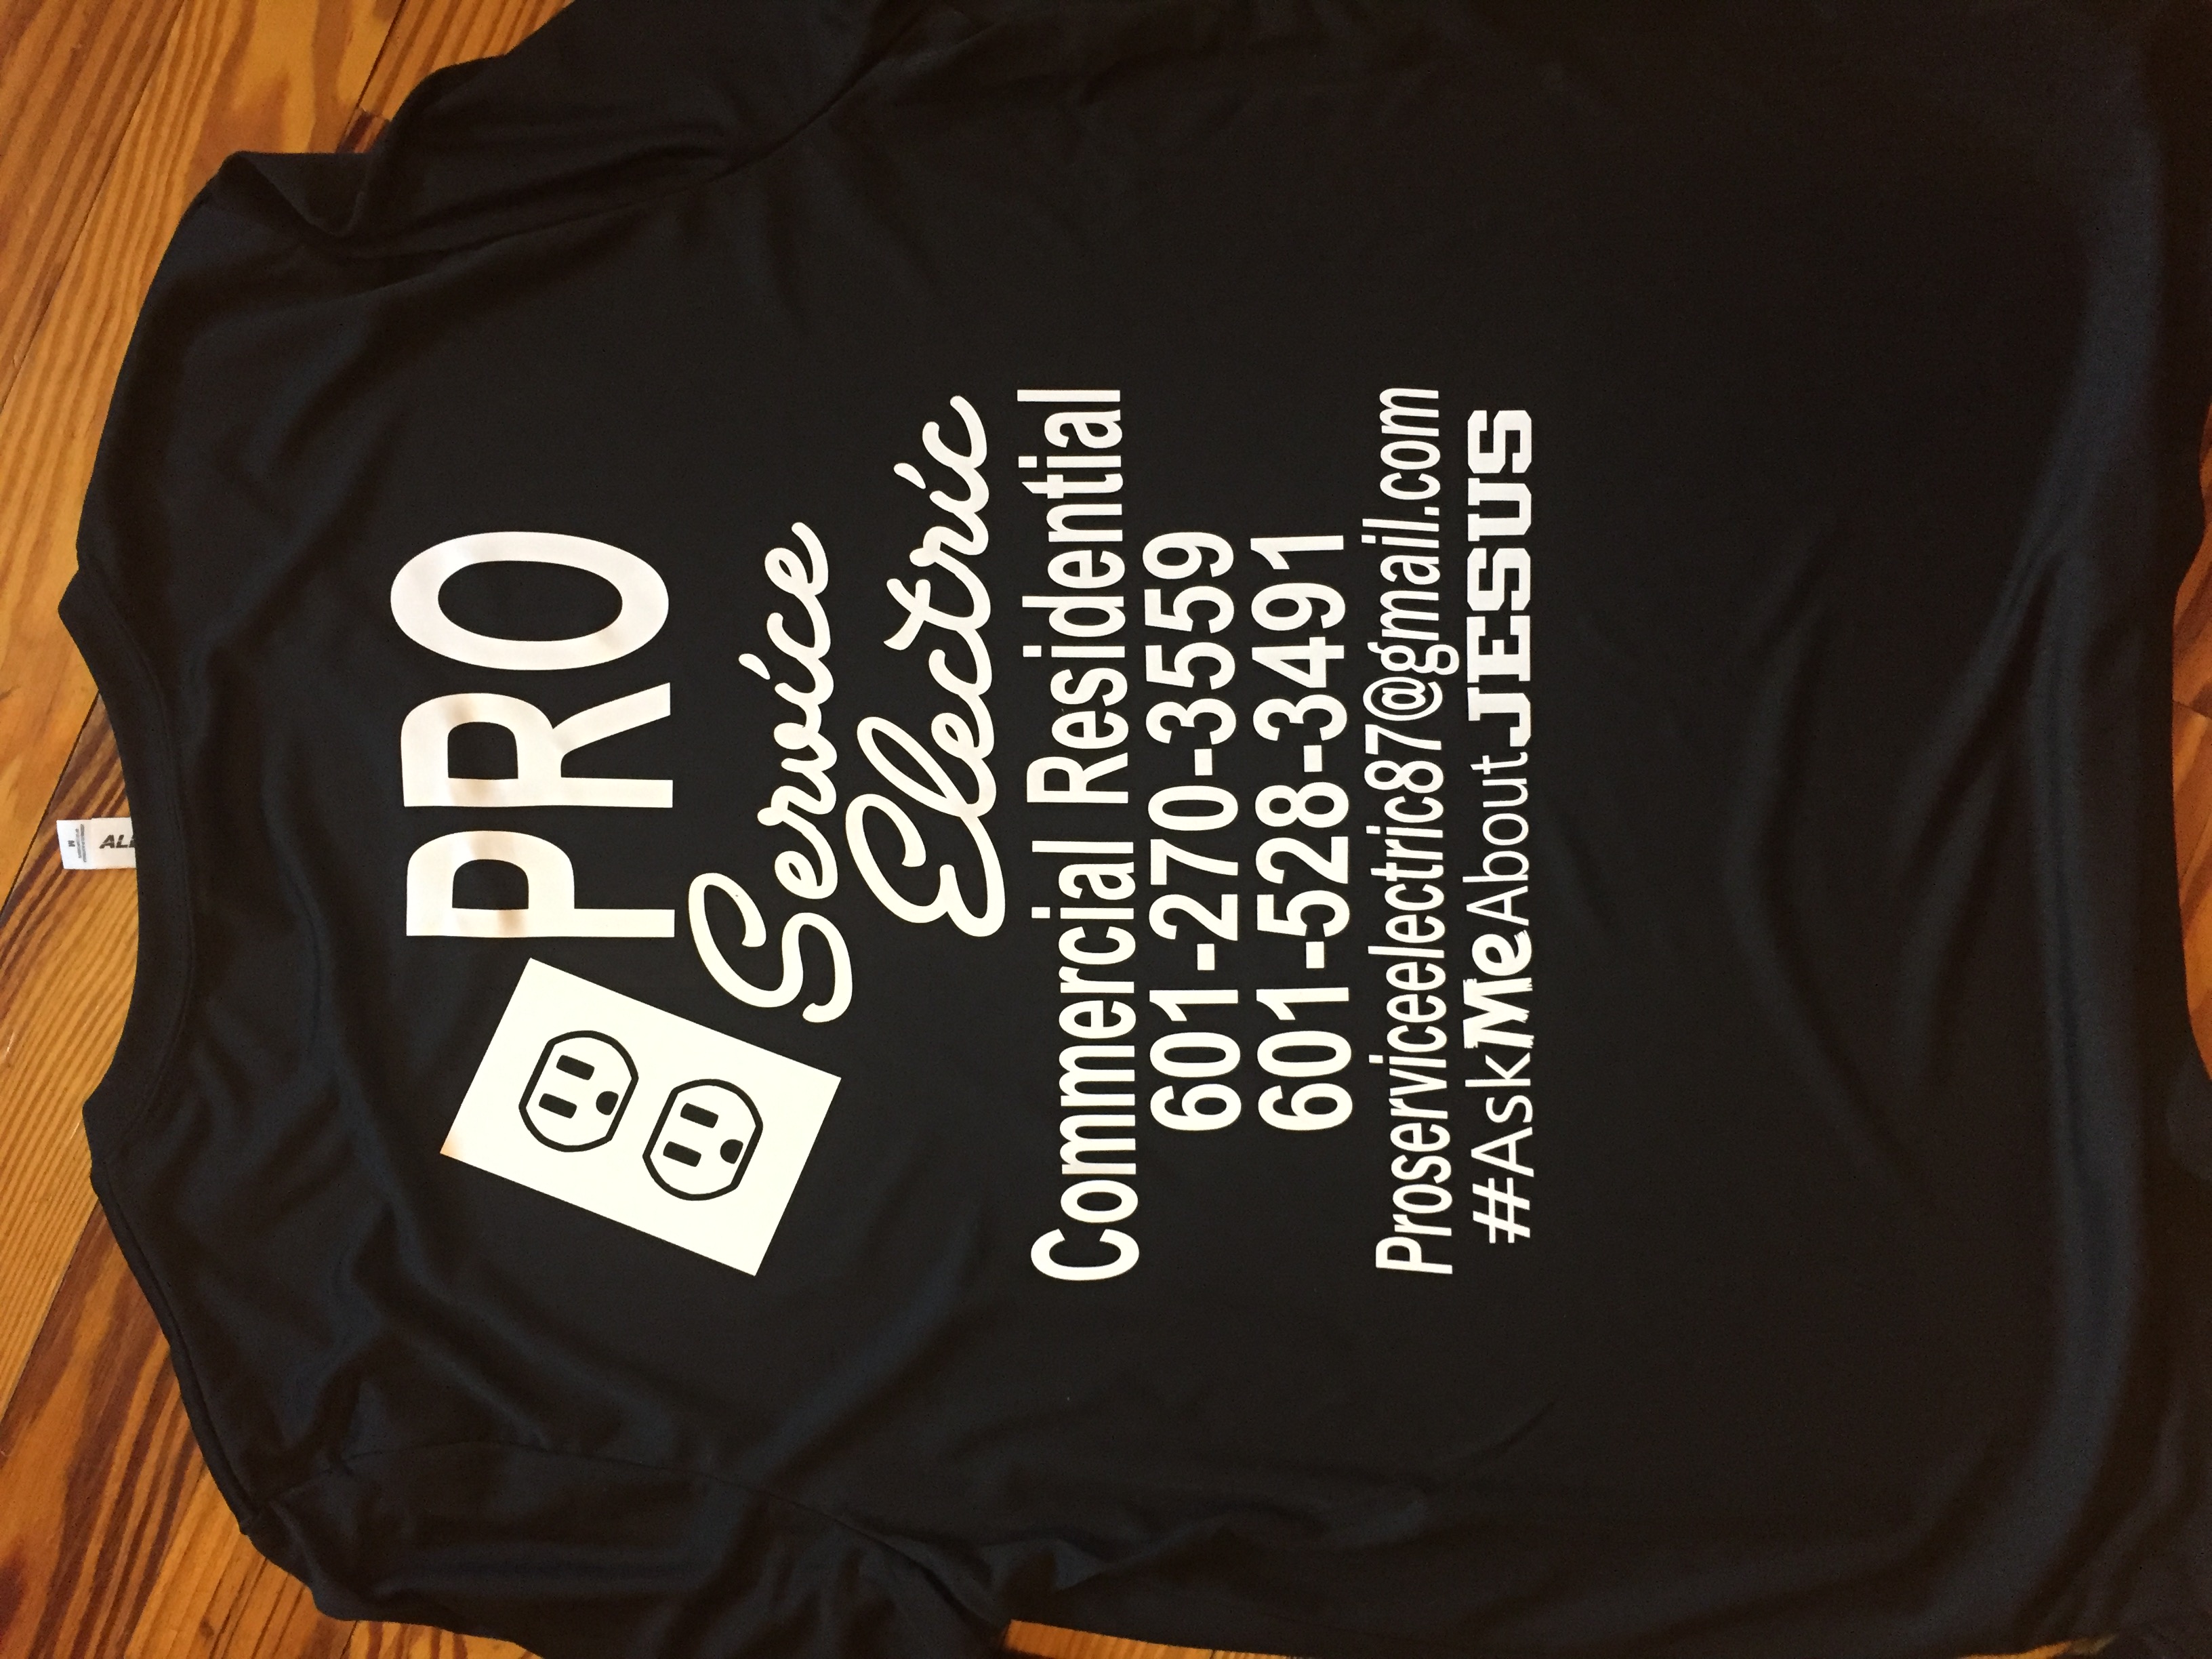 PRO
Service
Electric
Commercial Residential
601-270-3559
601-528-3491
Proserviceelectric87@gmail.com
#AskMeAboutJESUS
M